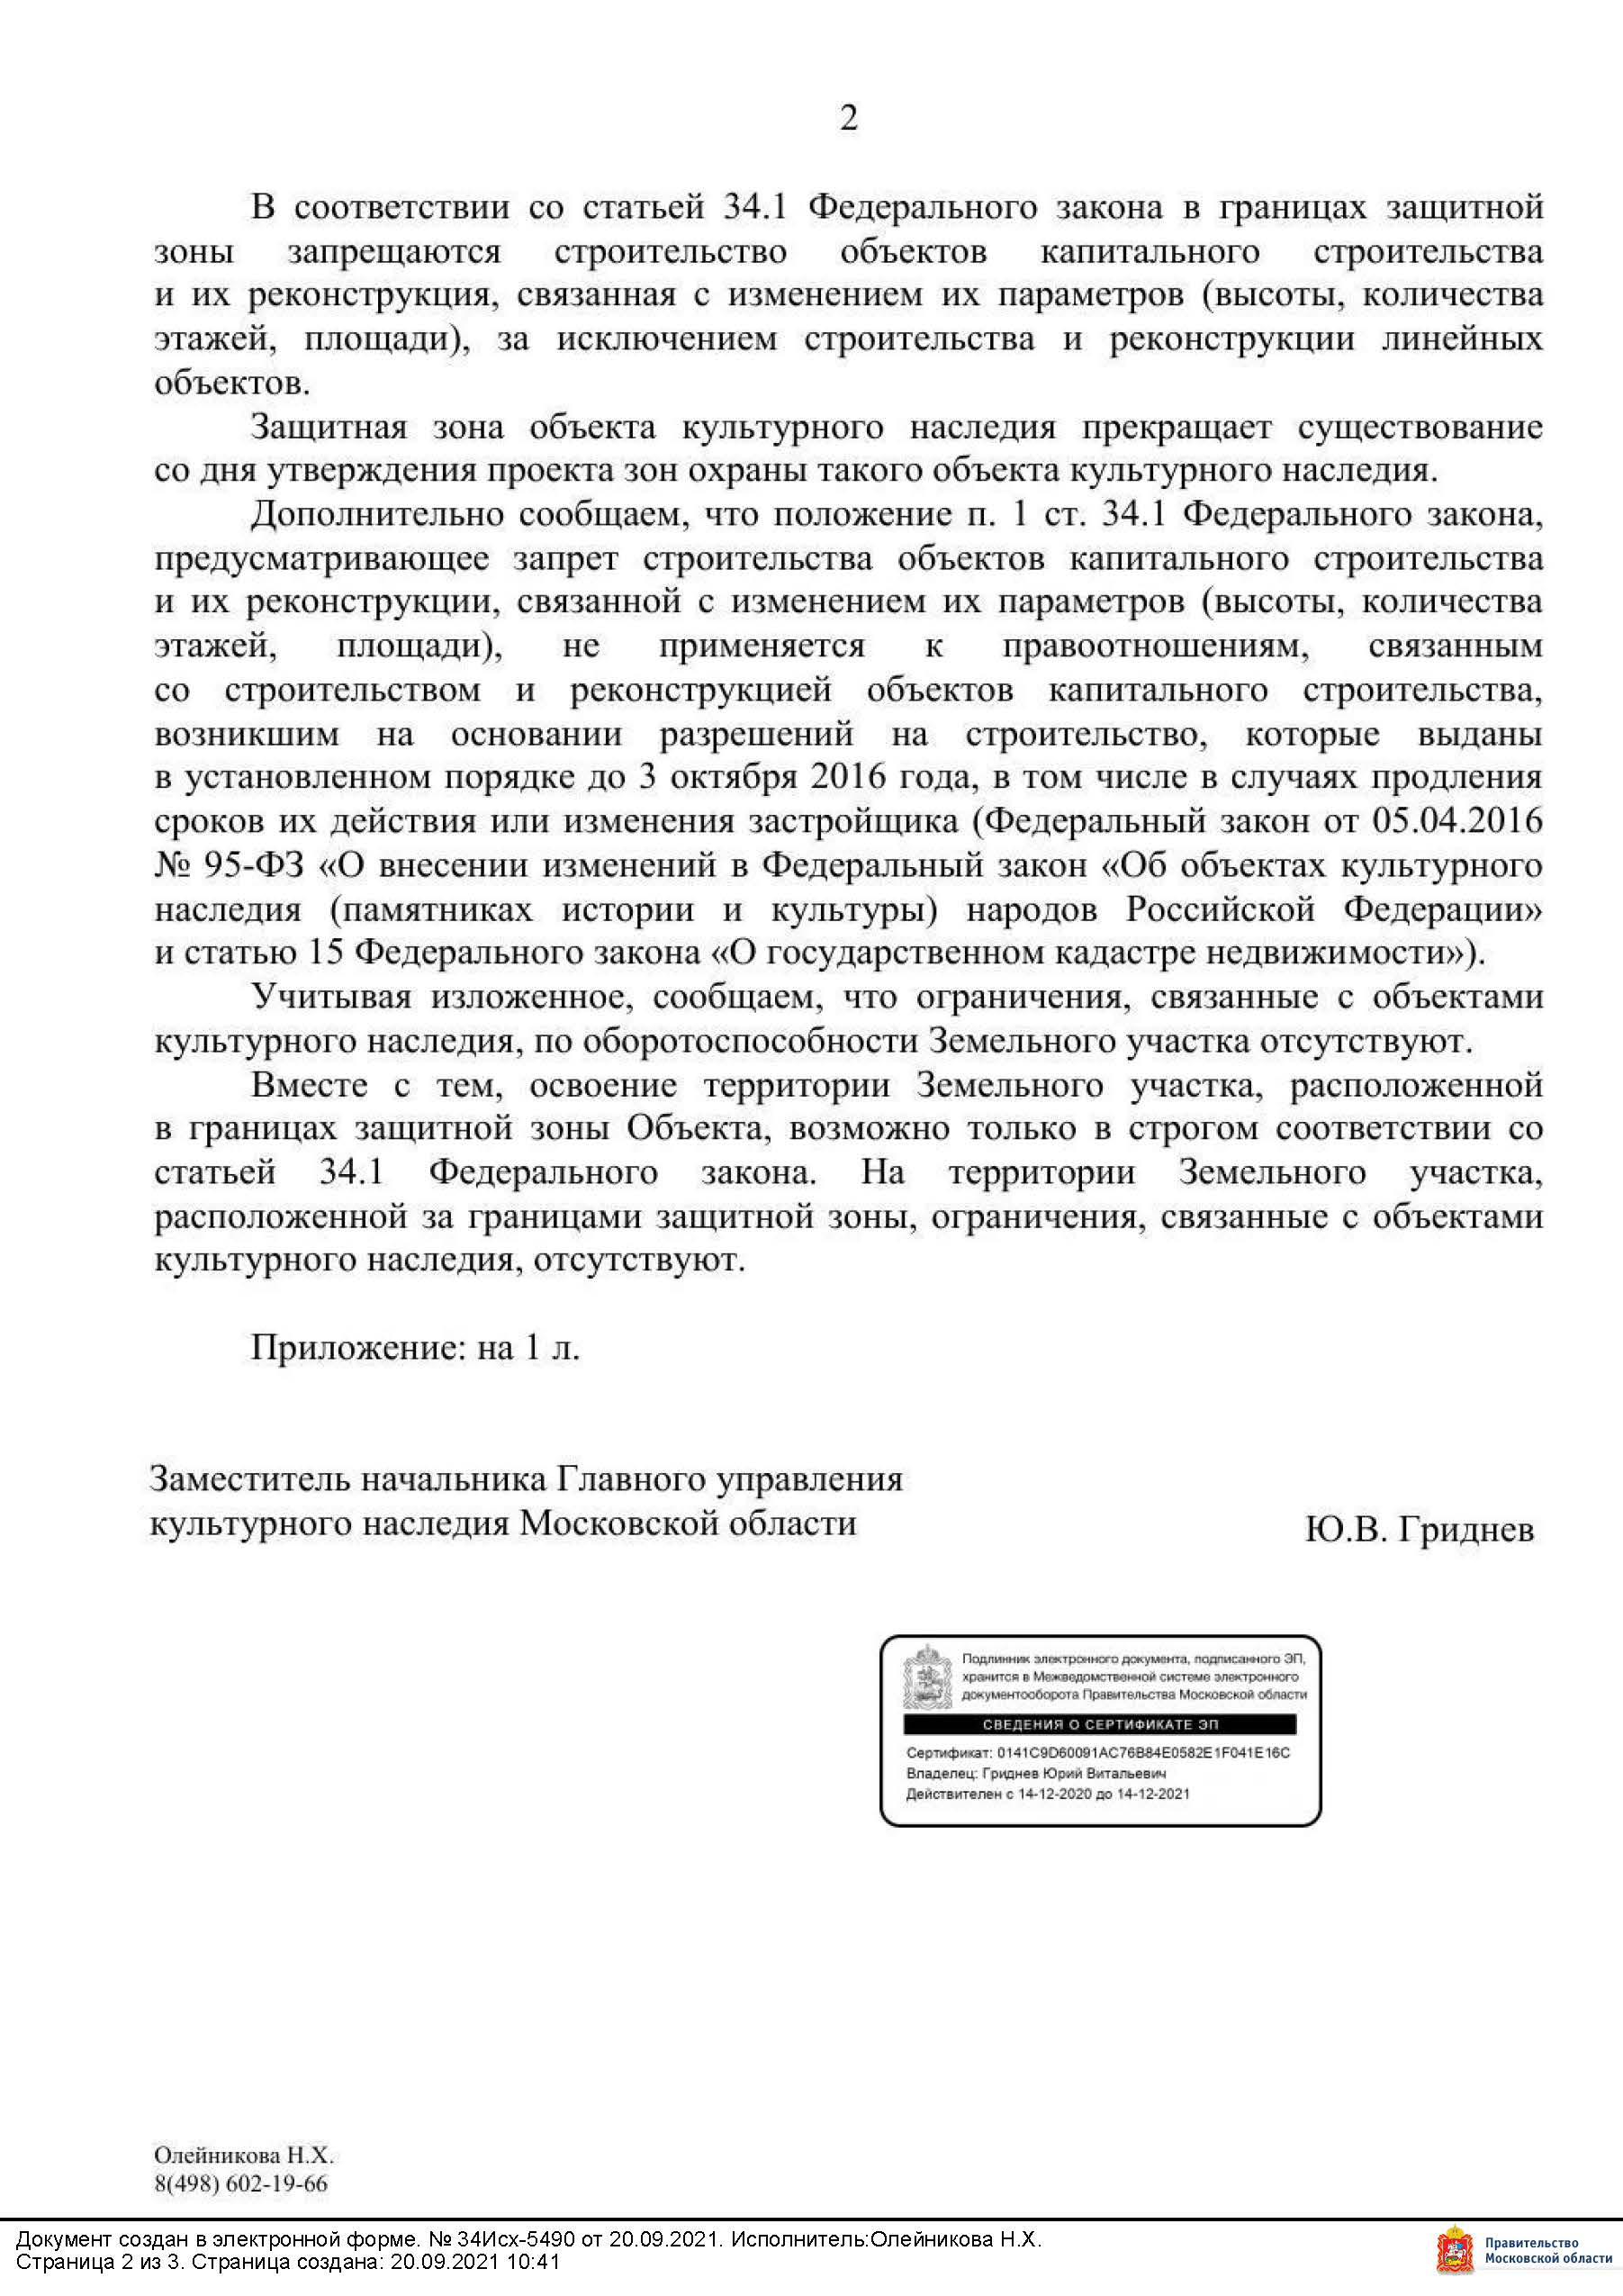 2
В соответствии со статьей 34.1 Федерального закона в границах защитной
зоны запрещаются строительство объектов капитального строительства
и их реконструкция, связанная с изменением их параметров (высоты, количества
этажей, площади), за исключением строительства и реконструкции линейных
объектов.
Защитная зона объекта культурного наследия прекращает существование
со дня утверждения проекта зон охраны такого объекта культурного наследия.
Дополнительно сообщаем, что положение п. 1 ст. 34.1 Федерального закона,
предусматривающее запрет строительства объектов капитального строительства
и их реконструкции, связанной с изменением их параметров (высоты, количества
этажей, площади), не применяется к правоотношениям, связанным
со строительством и реконструкцией объектов капитального строительства,
возникшим на основании разрешений на строительство, которые выданы
в установленном порядке до 3 октября 2016 года, в том числе в случаях продления
сроков их действия или изменения застройщика (Федеральный закон от 05.04.2016
№ 95-ФЗ «О внесении изменений в Федеральный закон «Об объектах культурного
наследия (памятниках истории и культуры) народов Российской Федерации»
и статью 15 Федерального закона «О государственном кадастре недвижимости»).
Учитывая изложенное, сообщаем, что ограничения, связанные с объектами
культурного наследия, по оборотоспособности Земельного участка отсутствуют.
Вместе с тем, освоение территории Земельного участка, расположенной
в границах защитной зоны Объекта, возможно только в строгом соответствии со
статьей 34.1 Федерального закона. На территории Земельного участка,
расположенной за границами защитной зоны, ограничения, связанные с объектами
культурного наследия, отсутствуют.
Приложение: на 1 л.
Заместитель начальника Главного управления
культурного наследия Московской области
Ю.В. Гриднев
Подлинник электронного документа, подписанного ЭП,
хранится в Межведомственной системе электронного
документооборота Правительства Московской области
СВЕДЕНИЯ О СЕРТИФИКАТЕ ЭП
Сертификат: 0141C9D60091AC76B84E0582E1F041E16C
Владелец: Гриднев Юрий Витальевич
Действителен с 14-12-2020 до 14-12-2021
Олейникова Н.Х.
8(498) 602-19-66
Документ создан в электронной форме. № 34Исх-5490 от 20.09.2021. Исполнитель:Олейникова Н.Х.
Страница 2 из 3. Страница создана: 20.09.2021 10:41
Правительство
Московской области